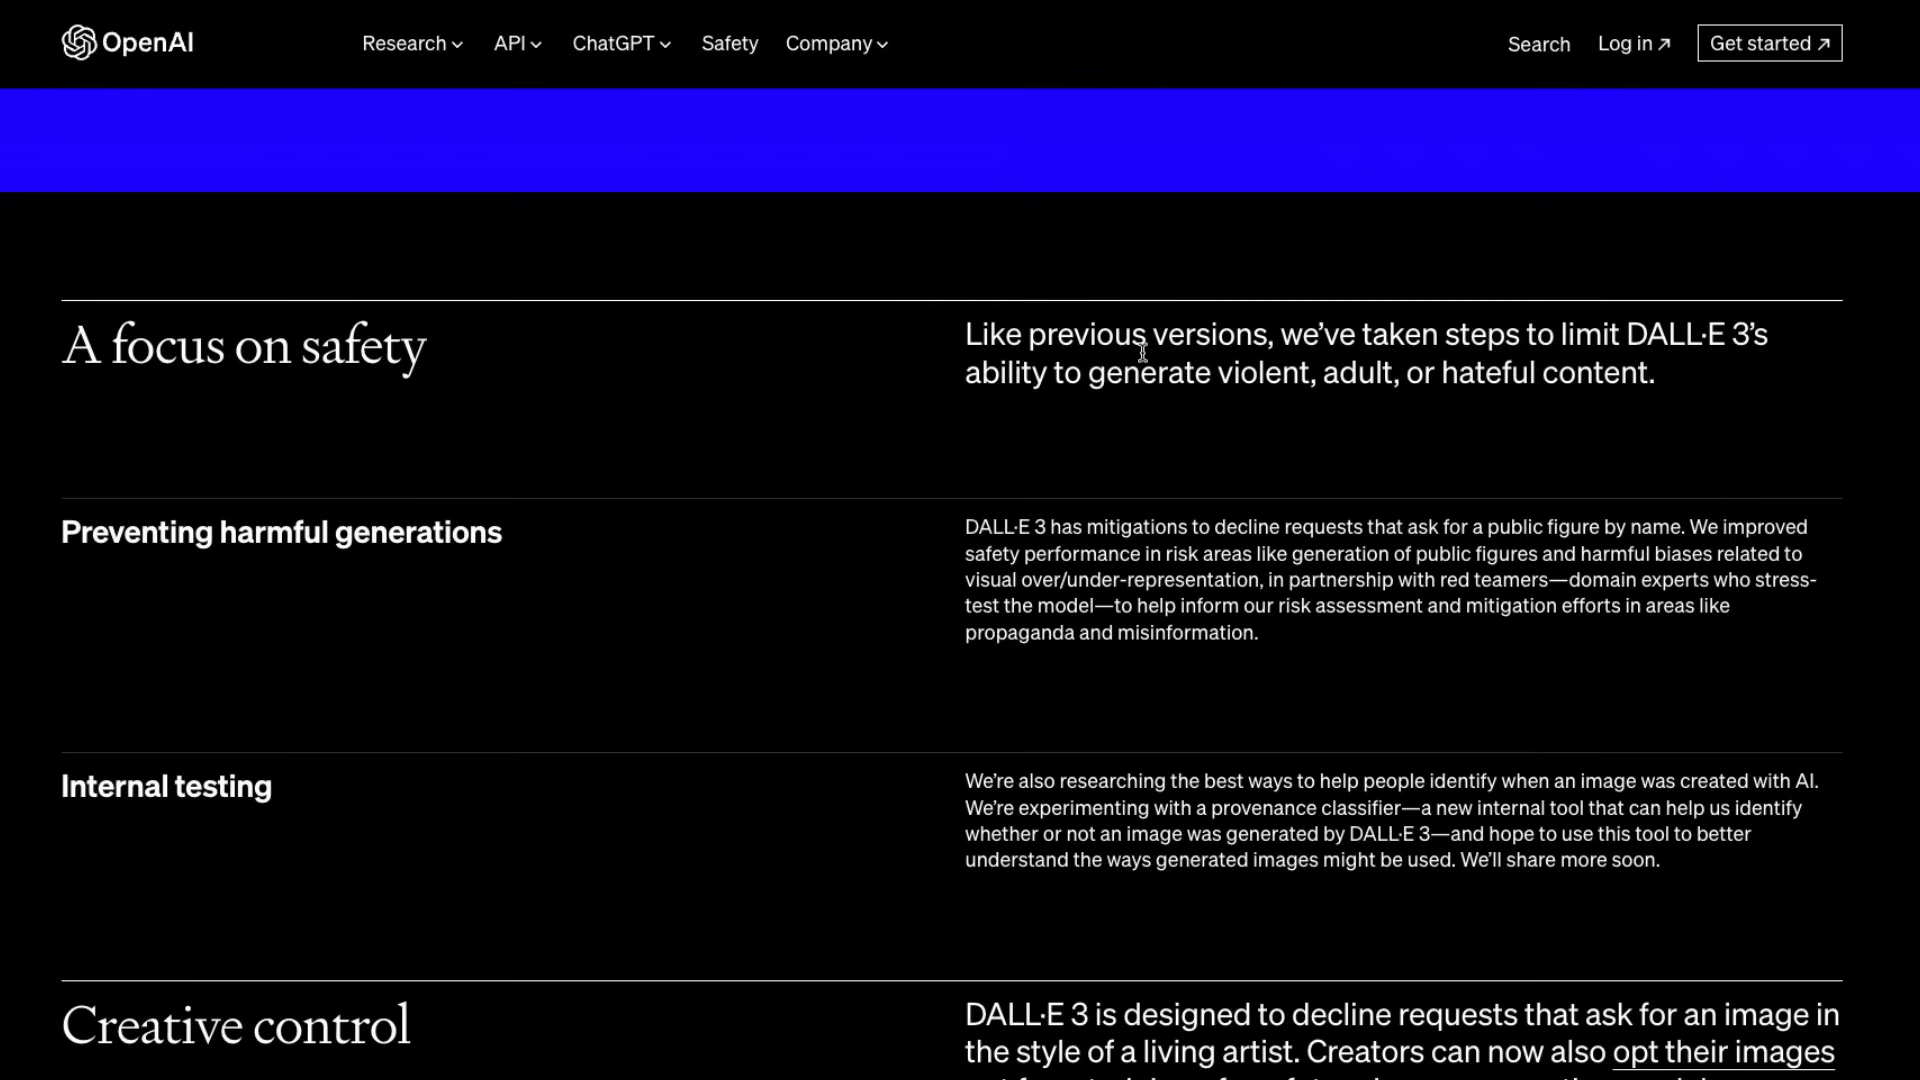 OpenAI
Research
API
ChatGPT
Safety
Company
Search
Log in ↗
Get started ↗
A focus on safety
Like previous versions, we’ve taken steps to limit DALL·E 3’s
ability to generate violent, adult, or hateful content.
Preventing harmful generations
DALL·E 3 has mitigations to decline requests that ask for a public figure by name. We improved
safety performance in risk areas like generation of public figures and harmful biases related to
visual over/under-representation, in partnership with red teamers—domain experts who stress-
test the model—to help inform our risk assessment and mitigation efforts in areas like
propaganda and misinformation.
Internal testing
We’re also researching the best ways to help people identify when an image was created with AI.
We’re experimenting with a provenance classifier—a new internal tool that can help us identify
whether or not an image was generated by DALL·E 3—and hope to use this tool to better
understand the ways generated images might be used. We’ll share more soon.
Creative control
DALL·E 3 is designed to decline requests that ask for an image in
the style of a living artist. Creators can now also opt their images